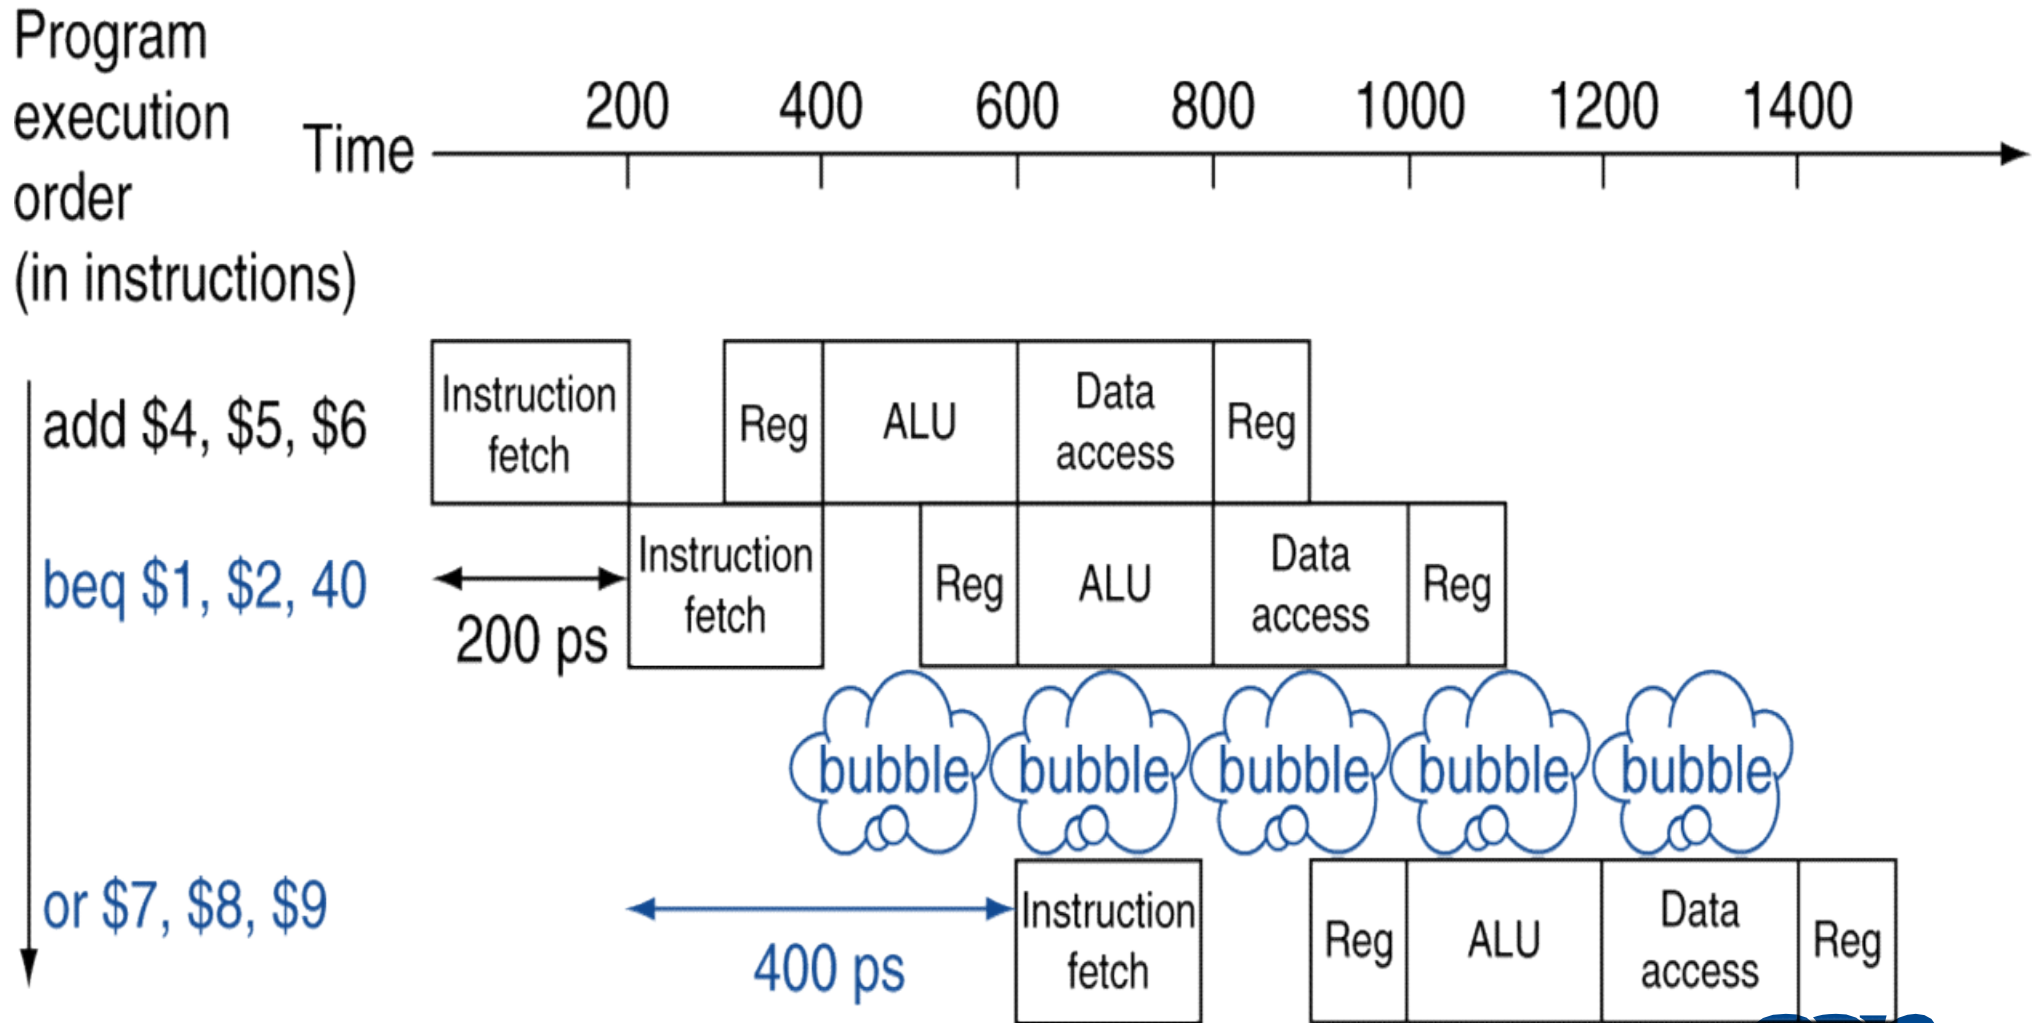 Program
execution
order
(in instructions)
Time
200 400 600 800 1000 1200 1400
add $4, $5, $6
Instruction
fetch
Reg
ALU
Data
access
Reg
beq $1, $2, 40
200 ps
Instruction
fetch
Reg
ALU
Data
access
Reg
bubble bubble bubble bubble bubble
or $7, $8, $9
400 ps
Instruction
fetch
Reg
ALU
Data
access
Reg